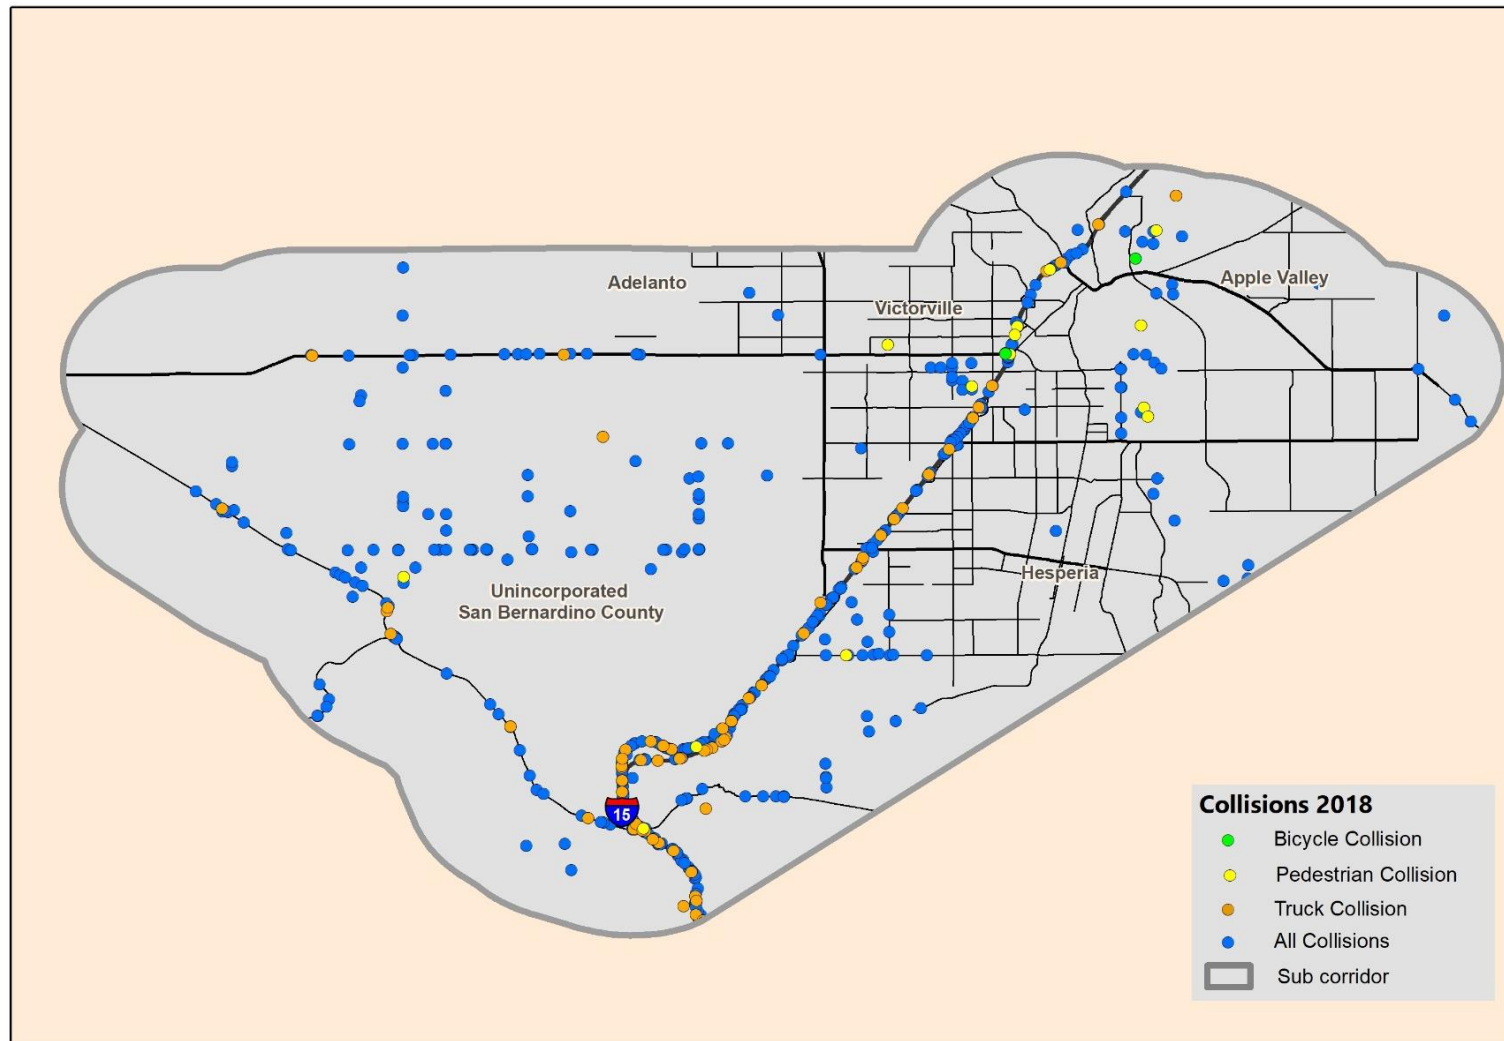 Adelanto
Victorville
Apple Valley
Unincorporated
San Bernardino County
Hesperia
15
Collisions 2018
Bicycle Collision
Pedestrian Collision
Truck Collision
All Collisions
Sub corridor